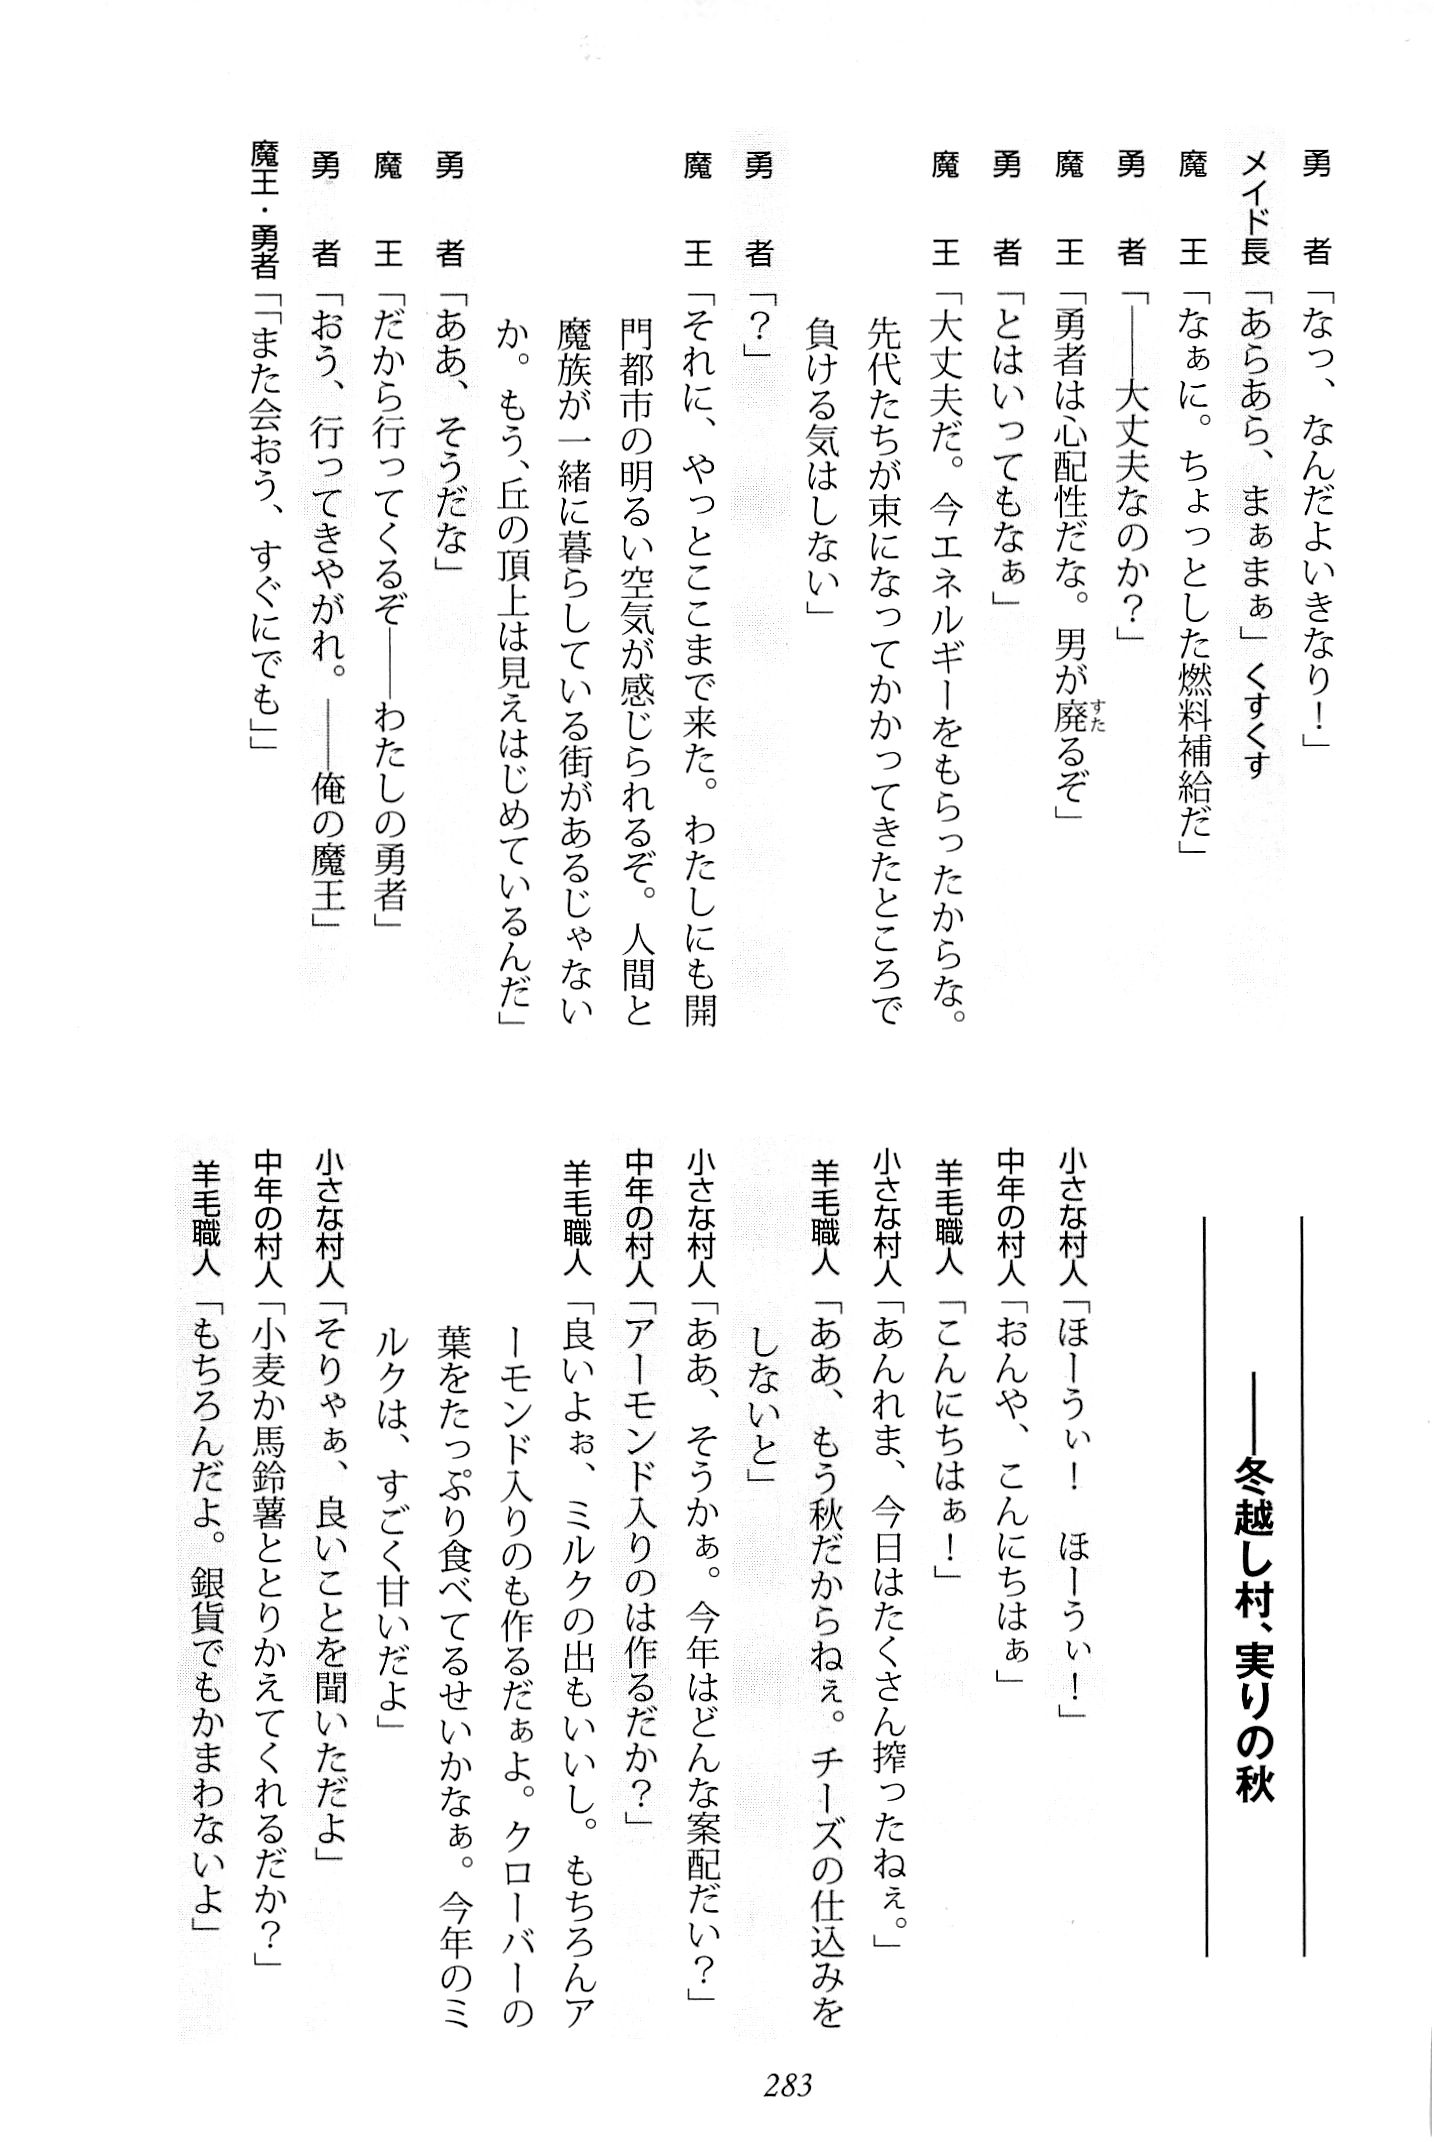 勇者「なっ、なんだよいきなり！」
メイド長「あらあら、まぁまぁ」くすくす
魔王「なぁに。ちょっとした燃料補給だ」
勇者「――大丈夫なのか？」
魔王「勇者は心配性だな。男が廃るぞ」
すた
勇者「とはいってもなぁ」
魔王「大丈夫だ。今エネルギーをもらったからな。
先代たちが束になってかかってきたところで
負ける気はしない」
勇者「？」
魔王「それに、やっとここまで来た。わたしにも開
門都市の明るい空気が感じられるぞ。人間と
魔族が一緒に暮らしている街があるじゃない
か。もう、丘の頂上は見えはじめているんだ」
勇者「ああ、そうだな」
魔王「だから行ってくるぞ――わたしの勇者」
勇者「おう、行ってきやがれ。――俺の魔王」
魔王・勇者「「また会おう、すぐにでも」」
――冬越し村、実りの秋
小さな村人「ほーうぃ！　ほーうぃ！」
中年の村人「おんや、こんにちはぁ」
羊毛職人「こんにちはぁ！」
小さな村人「あんれま、今日はたくさん搾ったねぇ。」
羊毛職人「ああ、もう秋だからねぇ。チーズの仕込みを
しないと」
小さな村人「ああ、そうかぁ。今年はどんな案配だい？」
中年の村人「アーモンド入りのは作るだか？」
羊毛職人「良いよぉ、ミルクの出もいいし。もちろんア
ーモンド入りのも作るだぁよ。クローバーの
葉をたっぷり食べてるせいかなぁ。今年のミ
ルクは、すごく甘いだよ」
小さな村人「そりゃぁ、良いことを聞いただよ」
中年の村人「小麦か馬鈴薯ととりかえてくれるだか？」
羊毛職人「もちろんだよ。銀貨でもかまわないよ」
283